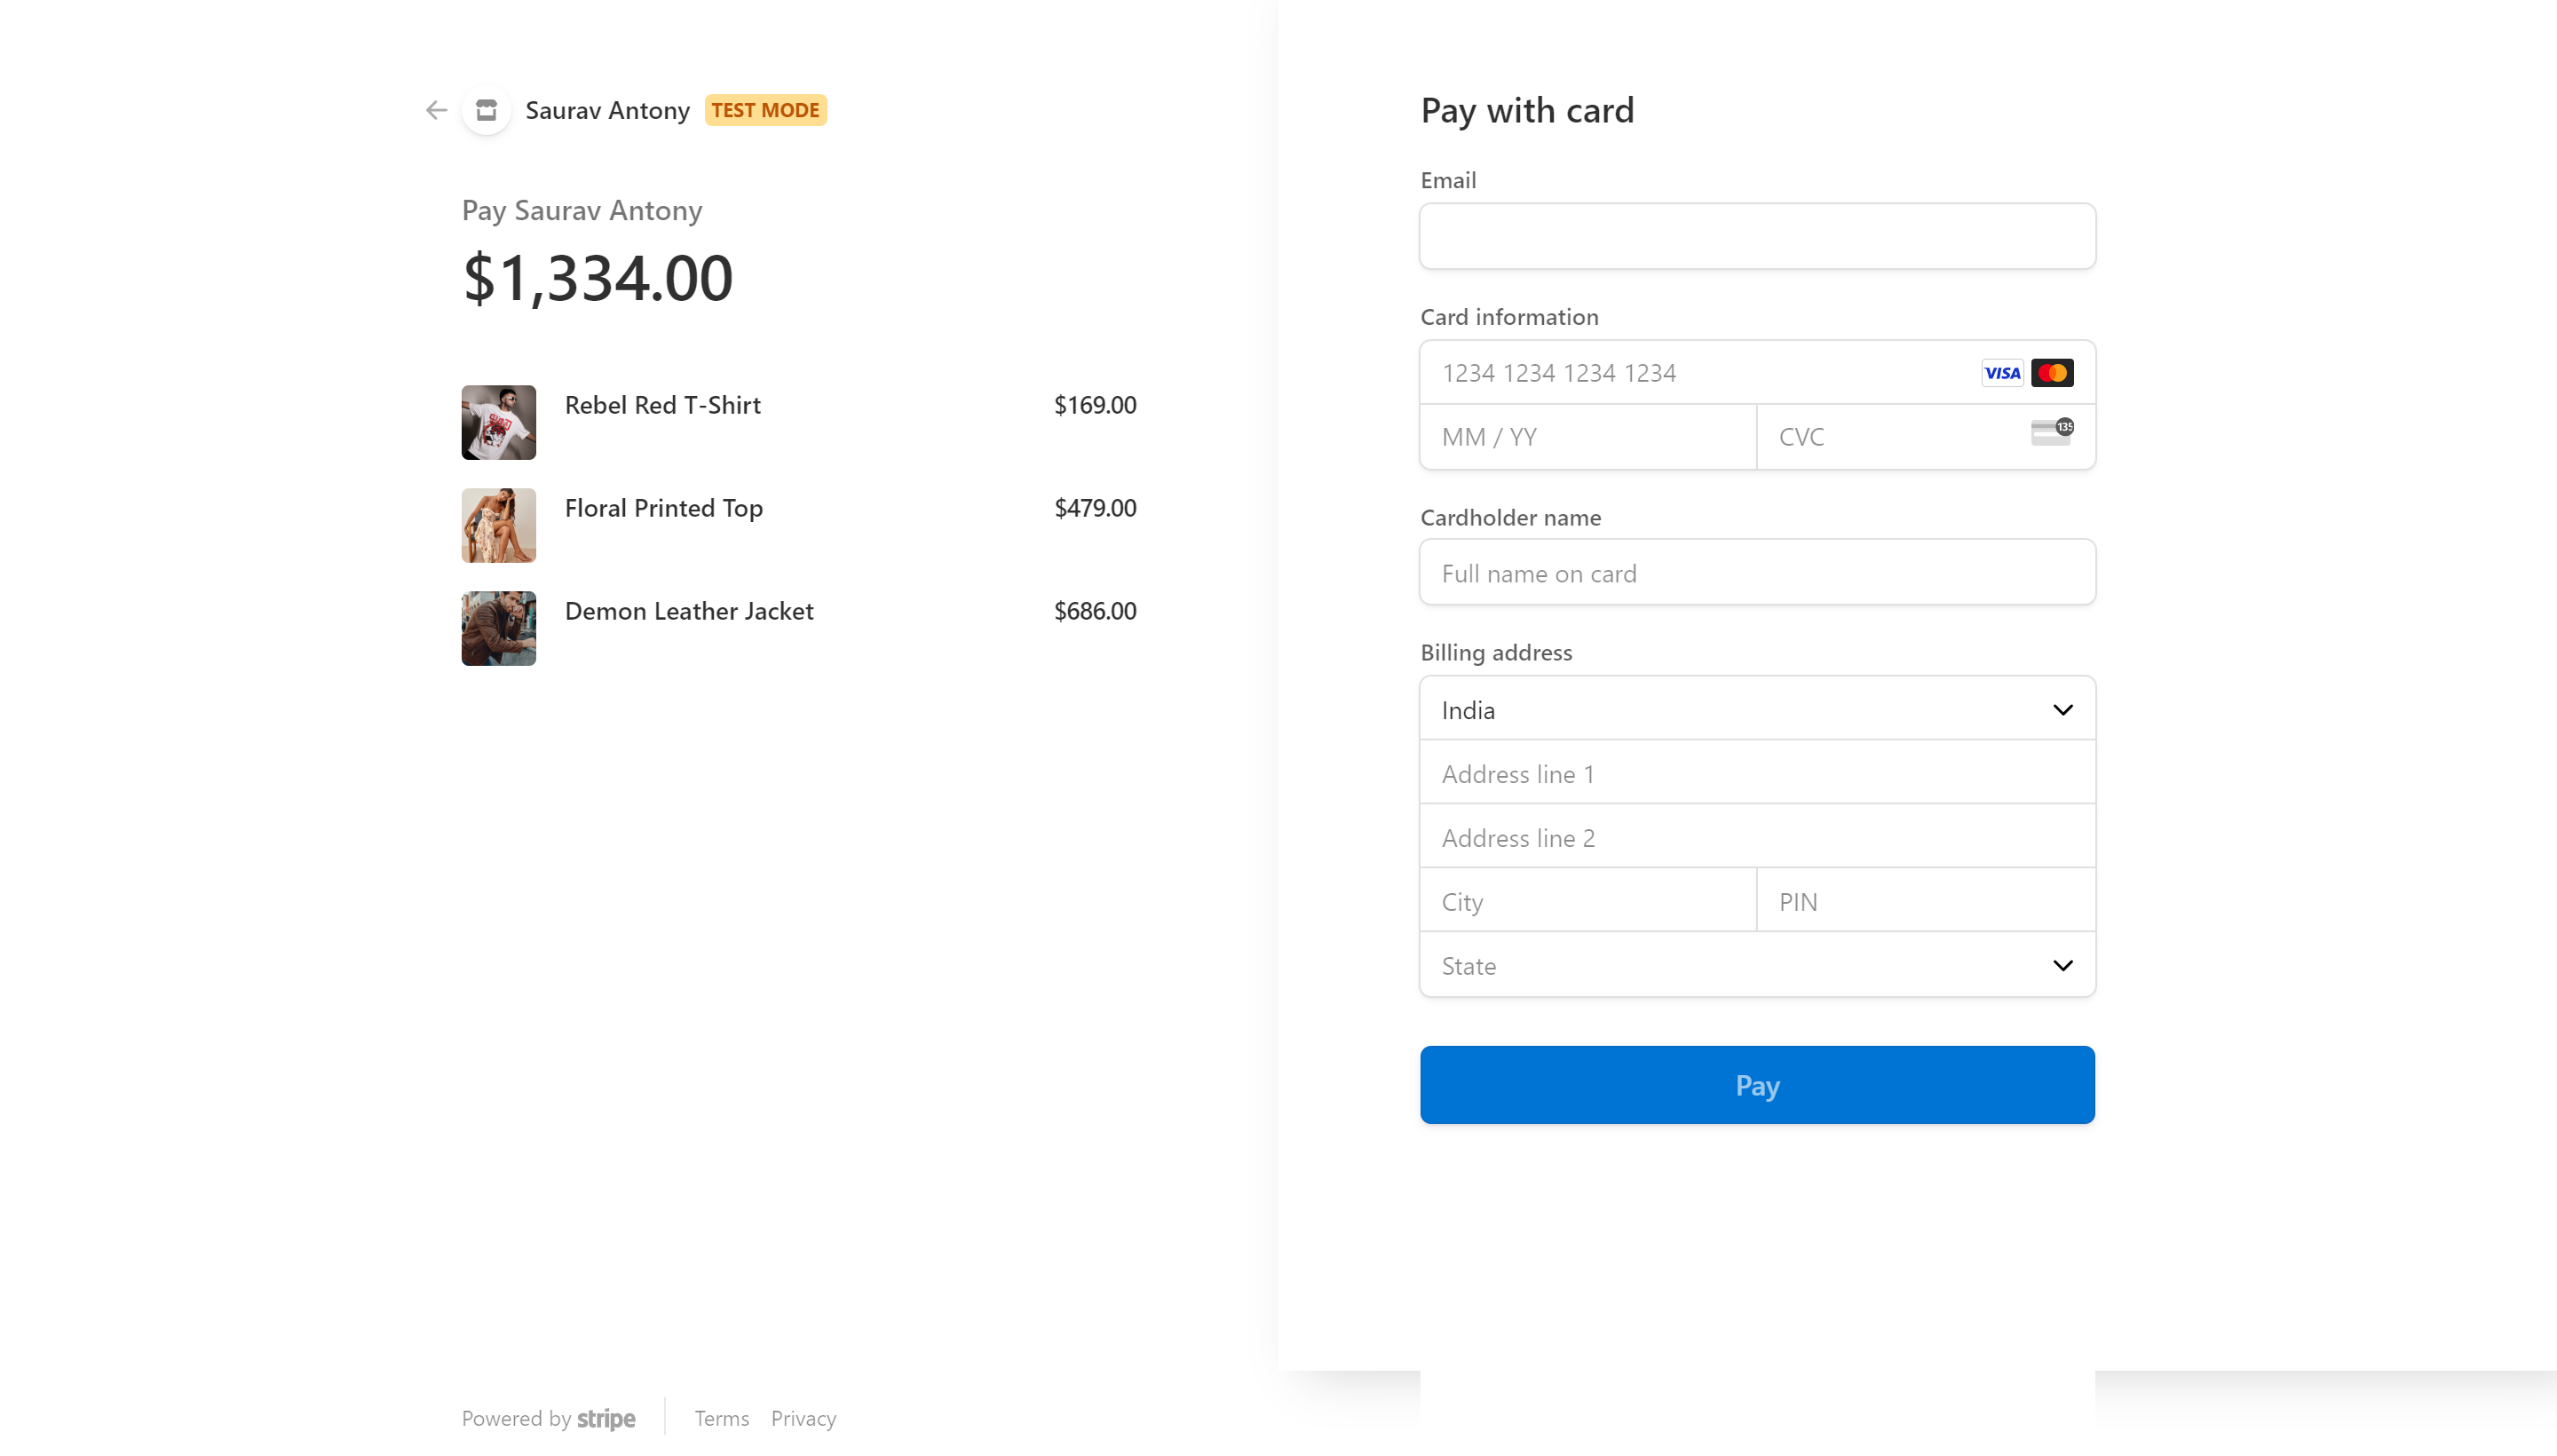 Saurav Antony TEST MODE
Pay Saurav Antony
$1,334.00
Rebel Red T-Shirt $169.00
Floral Printed Top $479.00
Demon Leather Jacket $686.00
Powered by stripe Terms Privacy
Pay with card
Email
Card information
1234 1234 1234 1234 VISA
MM / YY CVC 135
Cardholder name
Full name on card
Billing address
India
Address line 1
Address line 2
City PIN
State
Pay